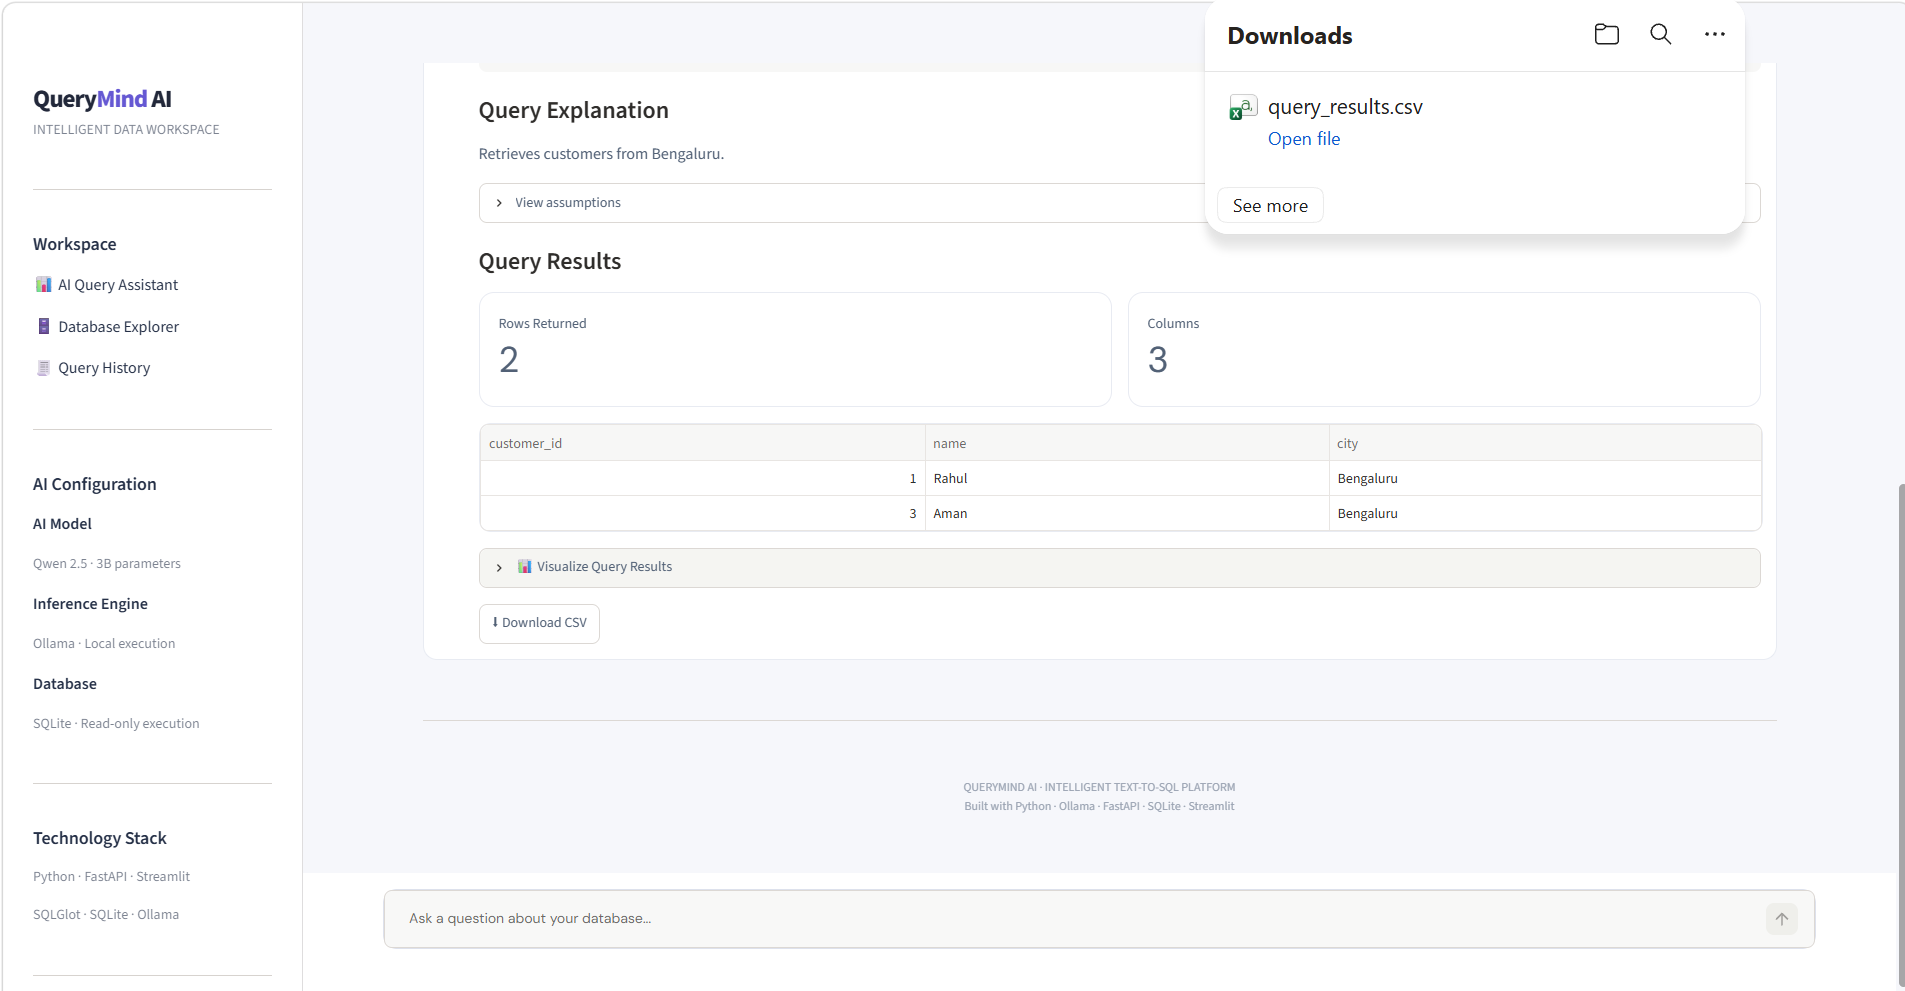 QueryMind AI
INTELLIGENT DATA WORKSPACE
Workspace
AI Query Assistant
Database Explorer
Query History
AI Configuration
AI Model
Qwen 2.5 · 3B parameters
Inference Engine
Ollama · Local execution
Database
SQLite · Read-only execution
Technology Stack
Python · FastAPI · Streamlit
SQLGlot · SQLite · Ollama
Downloads
query_results.csv
Open file
See more
Query Explanation
Retrieves customers from Bengaluru.
View assumptions
Query Results
Rows Returned
2
Columns
3
customer_id name city
1 Rahul Bengaluru
3 Aman Bengaluru
Visualize Query Results
⬇ Download CSV
QUERYMIND AI · INTELLIGENT TEXT-TO-SQL PLATFORM
Built with Python · Ollama · FastAPI · SQLite · Streamlit
Ask a question about your database...